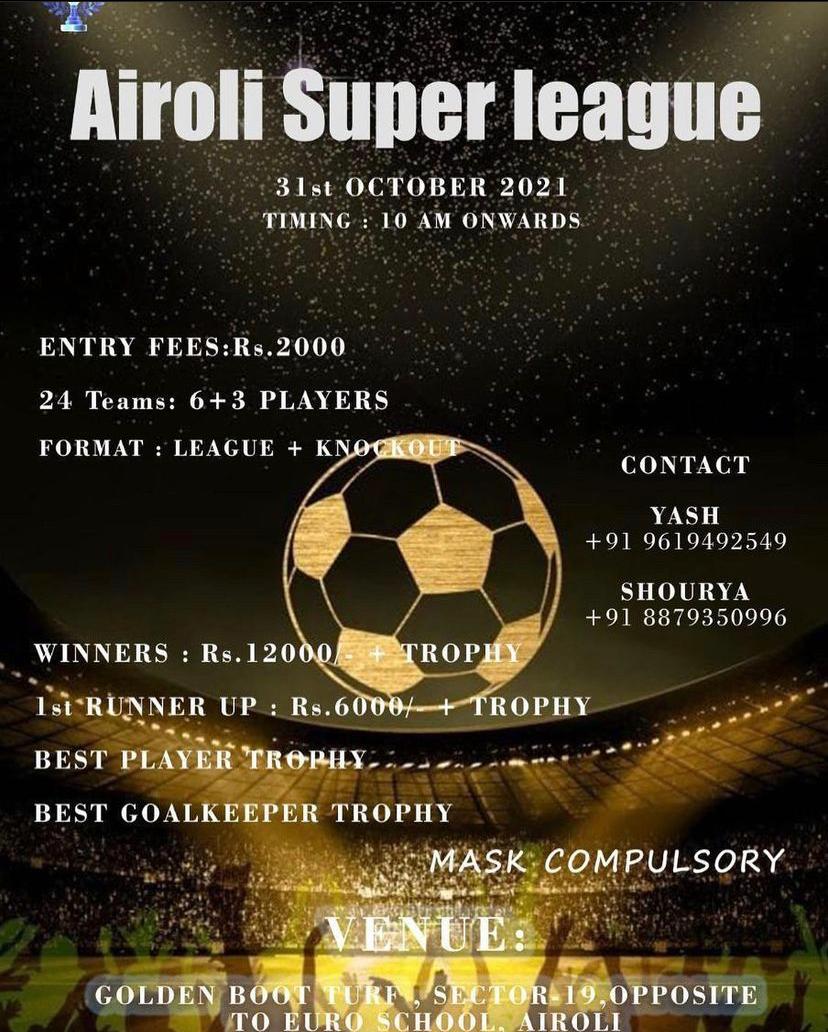 Airoli Super league
31st OCTOBER 2021
TIMING : 10 AM ONWARDS
ENTRY FEES:Rs.2000
24 Teams: 6+3 PLAYERS
FORMAT : LEAGUE + KNOCKOUT
CONTACT
YASH
+91 9619492549
SHOURYA
+91 8879350996
WINNERS : Rs.12000/- + TROPHY
1st RUNNER UP : Rs.6000/- + TROPHY
BEST PLAYER TROPHY
BEST GOALKEEPER TROPHY
MASK COMPULSORY
VENUE:
GOLDEN BOOT TURF , SECTOR-19,OPPOSITE
TO EURO SCHOOL, AIROLI